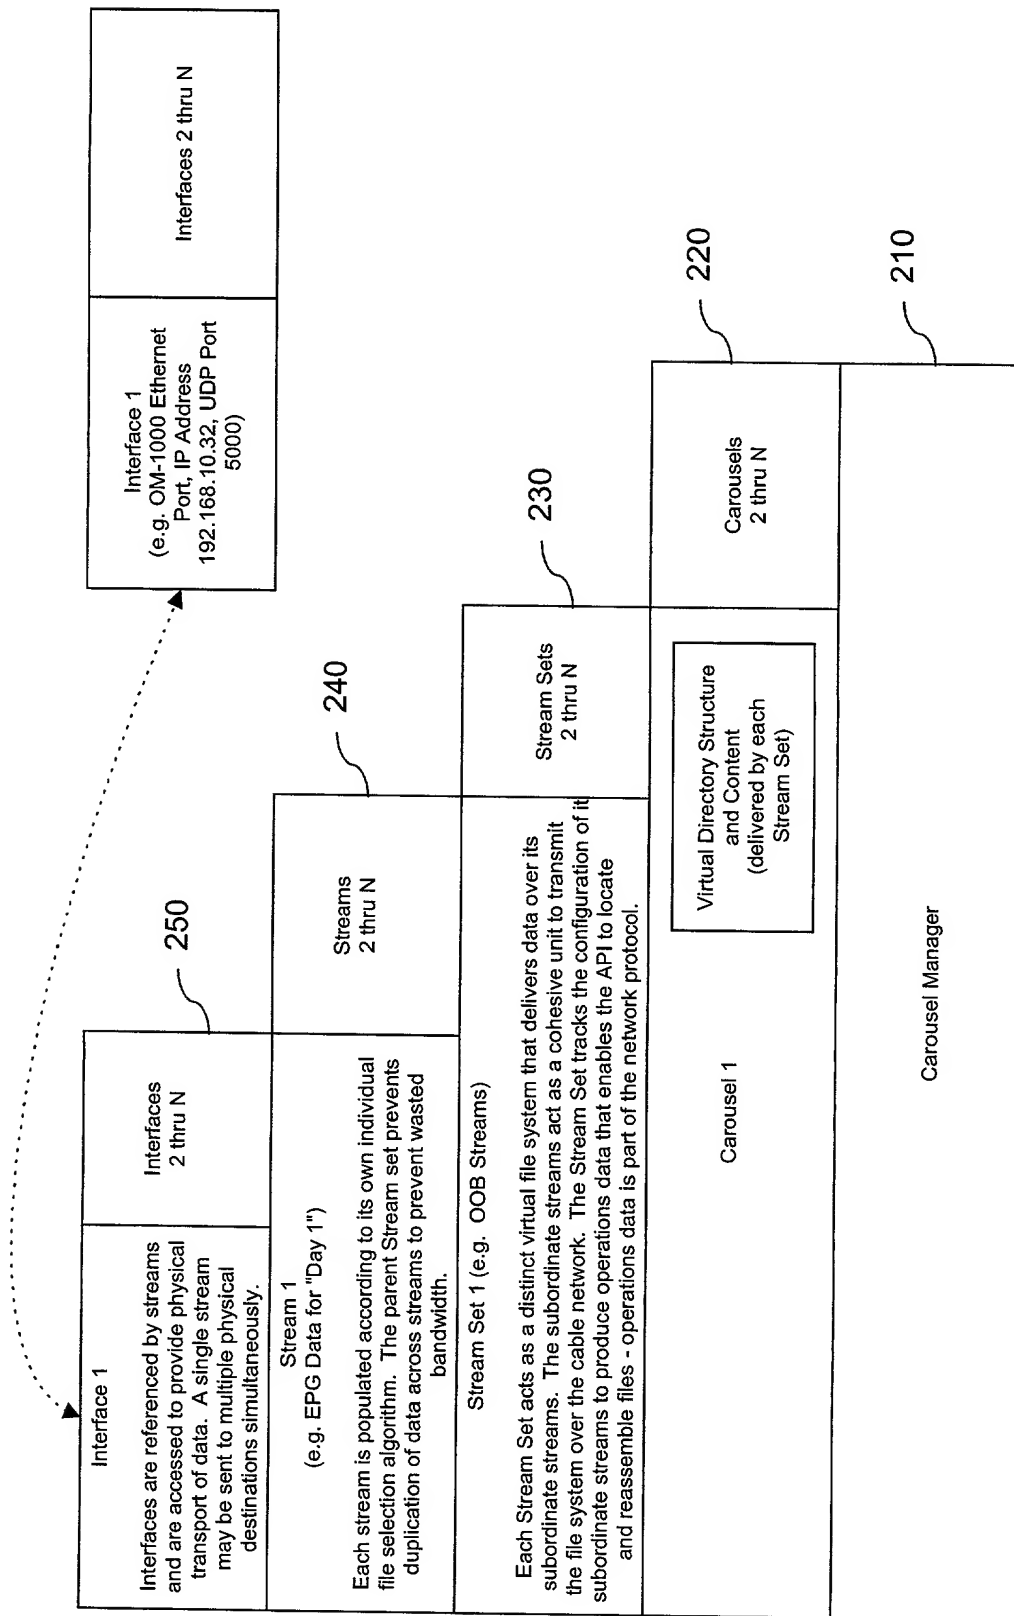 Interface 1
Interfaces are referenced by streams
and are accessed to provide physical
transport of data. A single stream
may be sent to multiple physical
destinations simultaneously.
Interfaces
2 thru N
250
Interface 1
(e.g. OM-1000 Ethernet
Port, IP Address
192.168.10.32, UDP Port
5000)
Interfaces 2 thru N
Stream 1
(e.g. EPG Data for "Day 1")
Each stream is populated according to its own individual
file selection algorithm. The parent Stream set prevents
duplication of data across streams to prevent wasted
bandwidth.
Streams
2 thru N
240
Stream Set 1 (e.g. OOB Streams)
Each Stream Set acts as a distinct virtual file system that delivers data over its
subordinate streams. The subordinate streams act as a cohesive unit to transmit
the file system over the cable network. The Stream Set tracks the configuration of it
subordinate streams to produce operations data that enables the API to locate
and reassemble files - operations data is part of the network protocol.
Stream Sets
2 thru N
230
Carousel 1
Virtual Directory Structure
and Content
(delivered by each
Stream Set)
Carousels
2 thru N
220
Carousel Manager
210